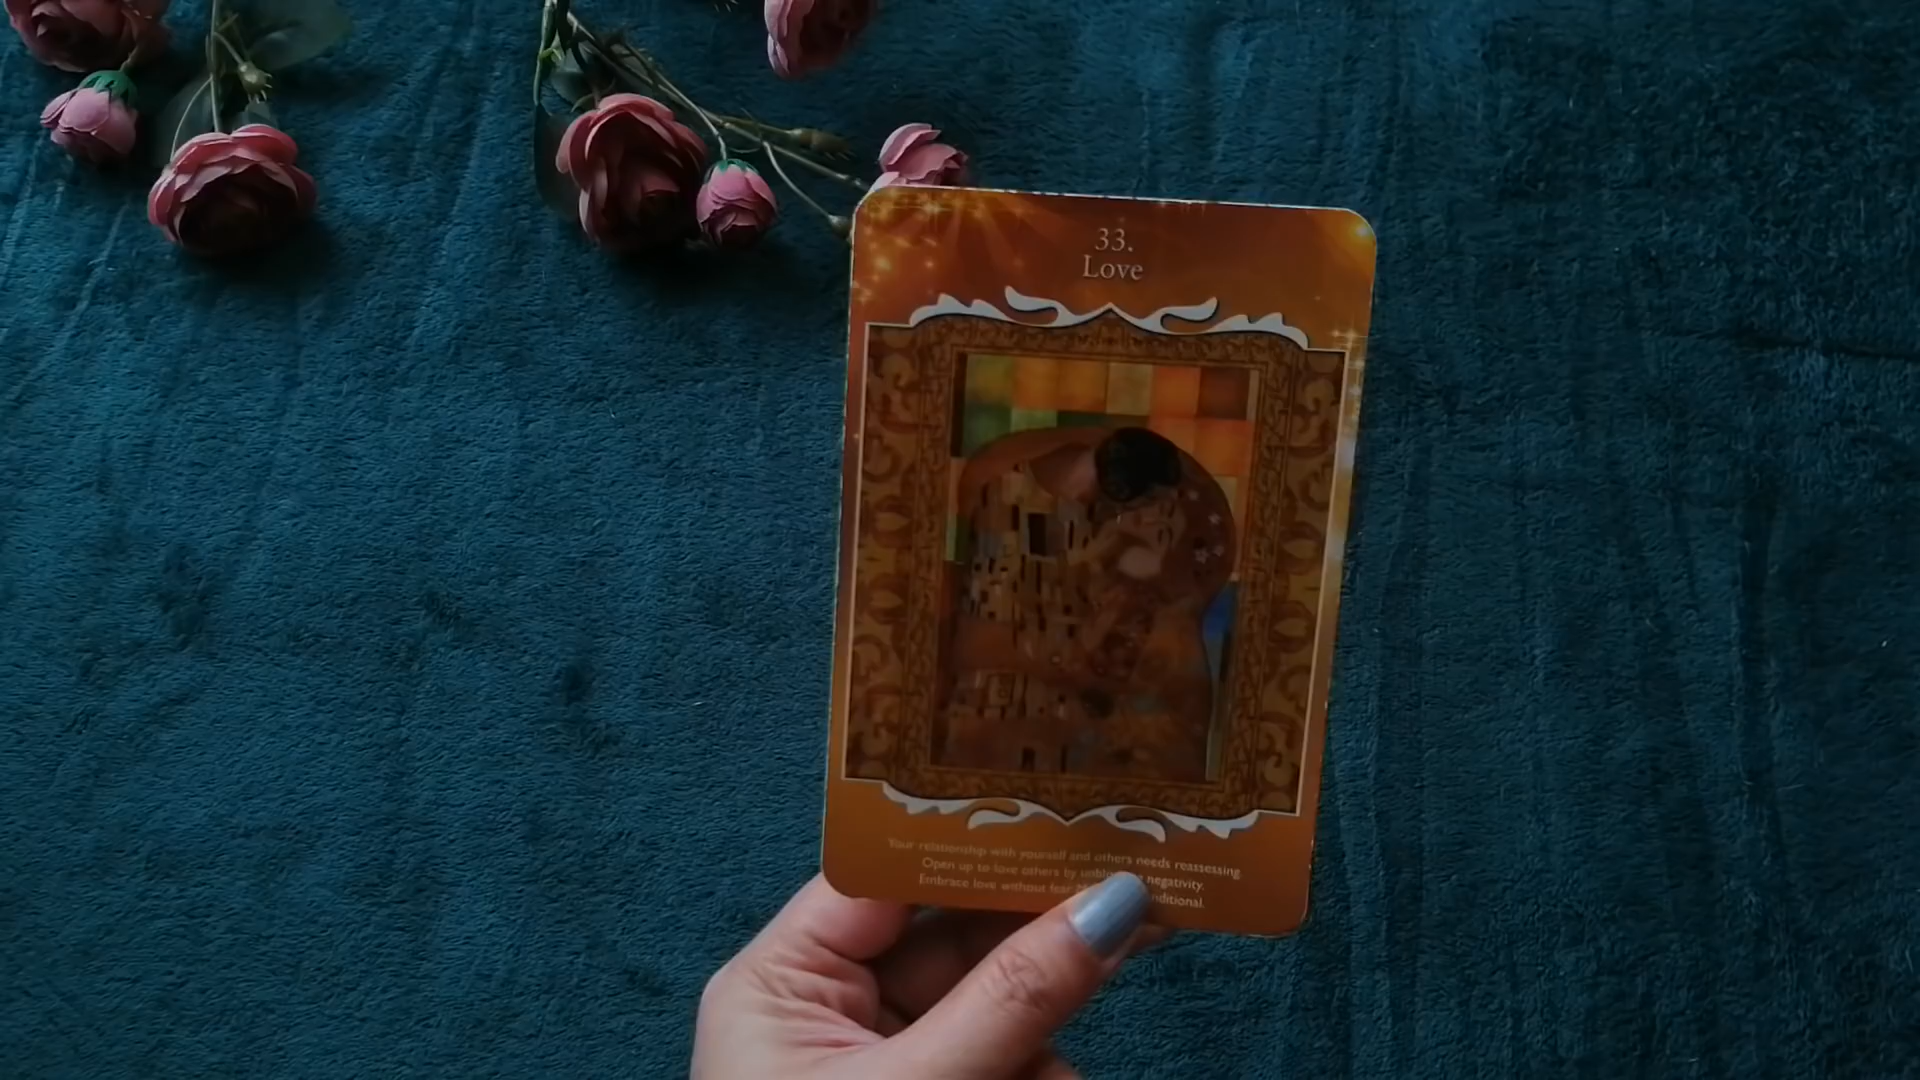 33.
Love
Your relationship with yourself and others needs reassessing.
Open up to love others by negativity.
Embrace love without fear nditional.